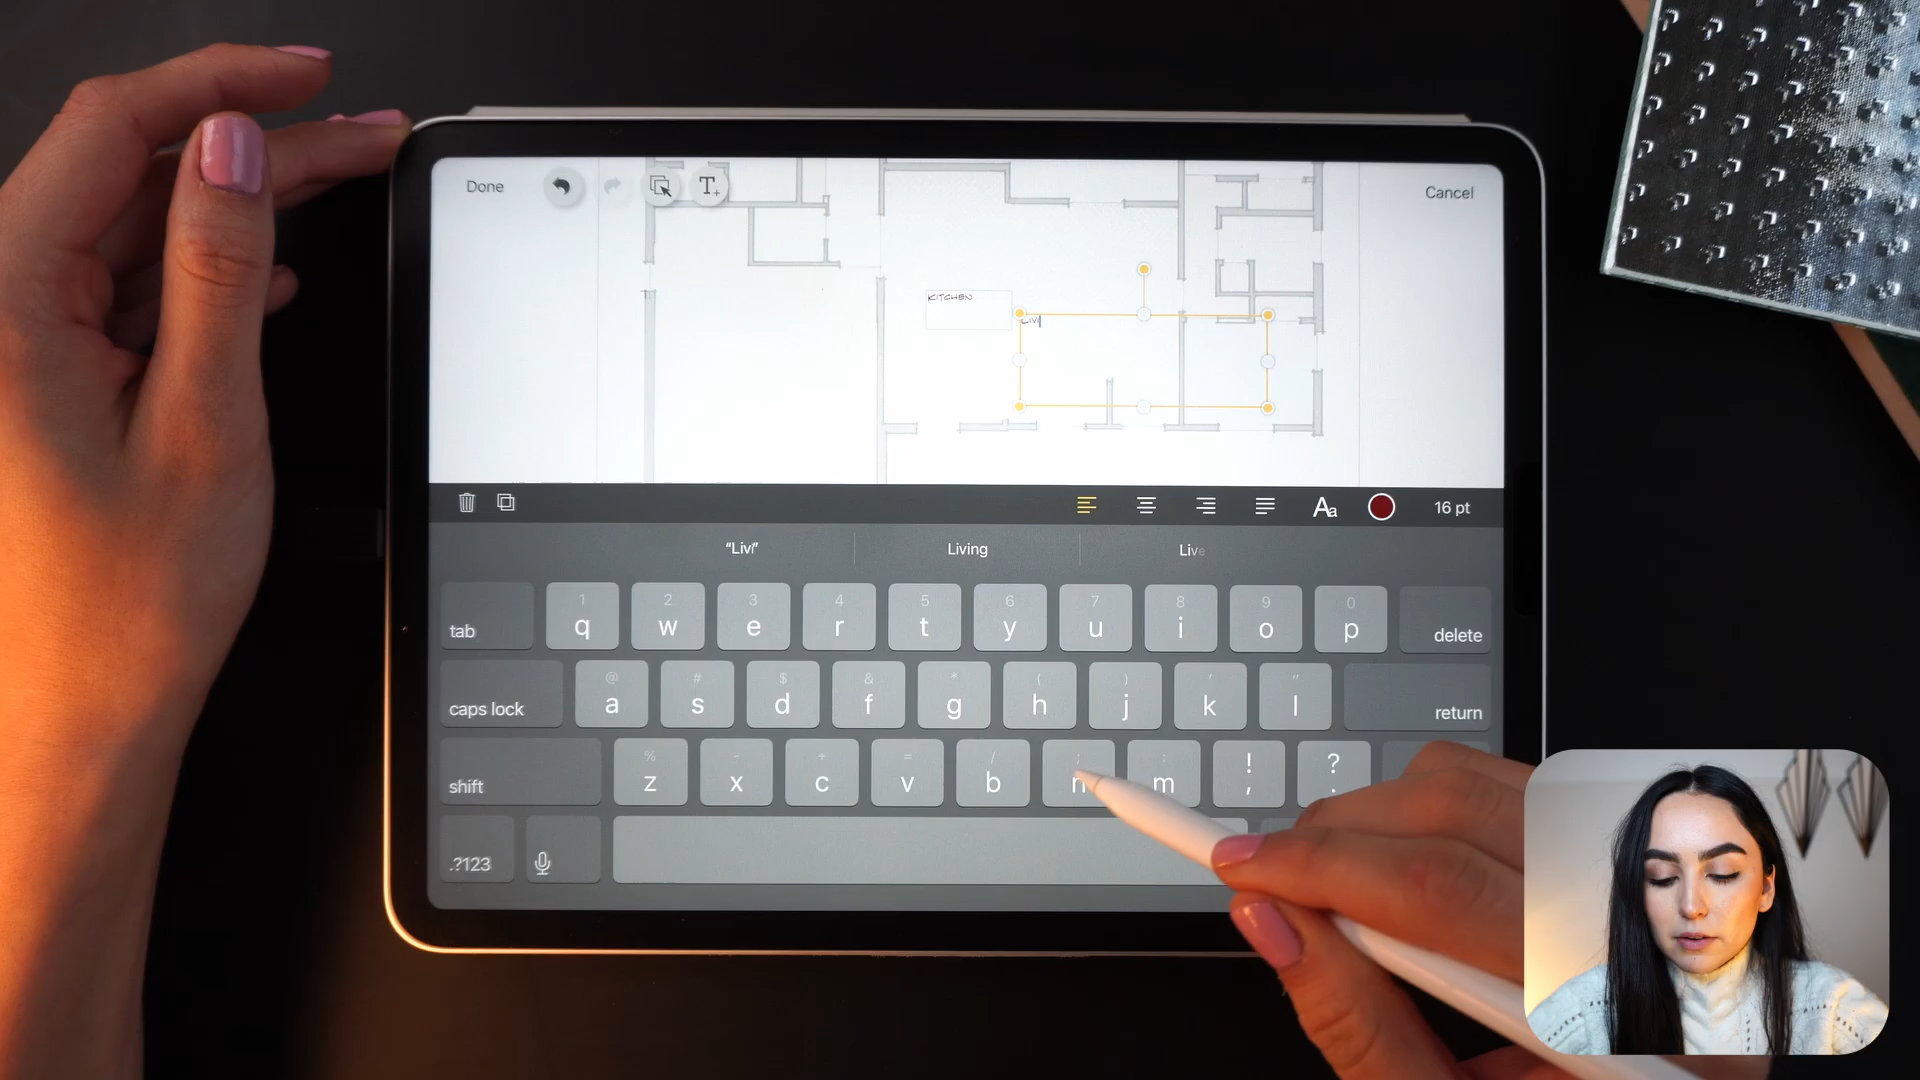 Done
T+
Cancel
KITCHEN
LIVI
Aa
16 pt
“Livi”
Living
Live
1 2 3 4 5 6 7 8 9 0
tab q w e r t y u i o p delete
@ # $ & * ( ) ' "
caps lock a s d f g h j k l return
% - + = / ; : ! ?
shift z x c v b n m , .
.?123